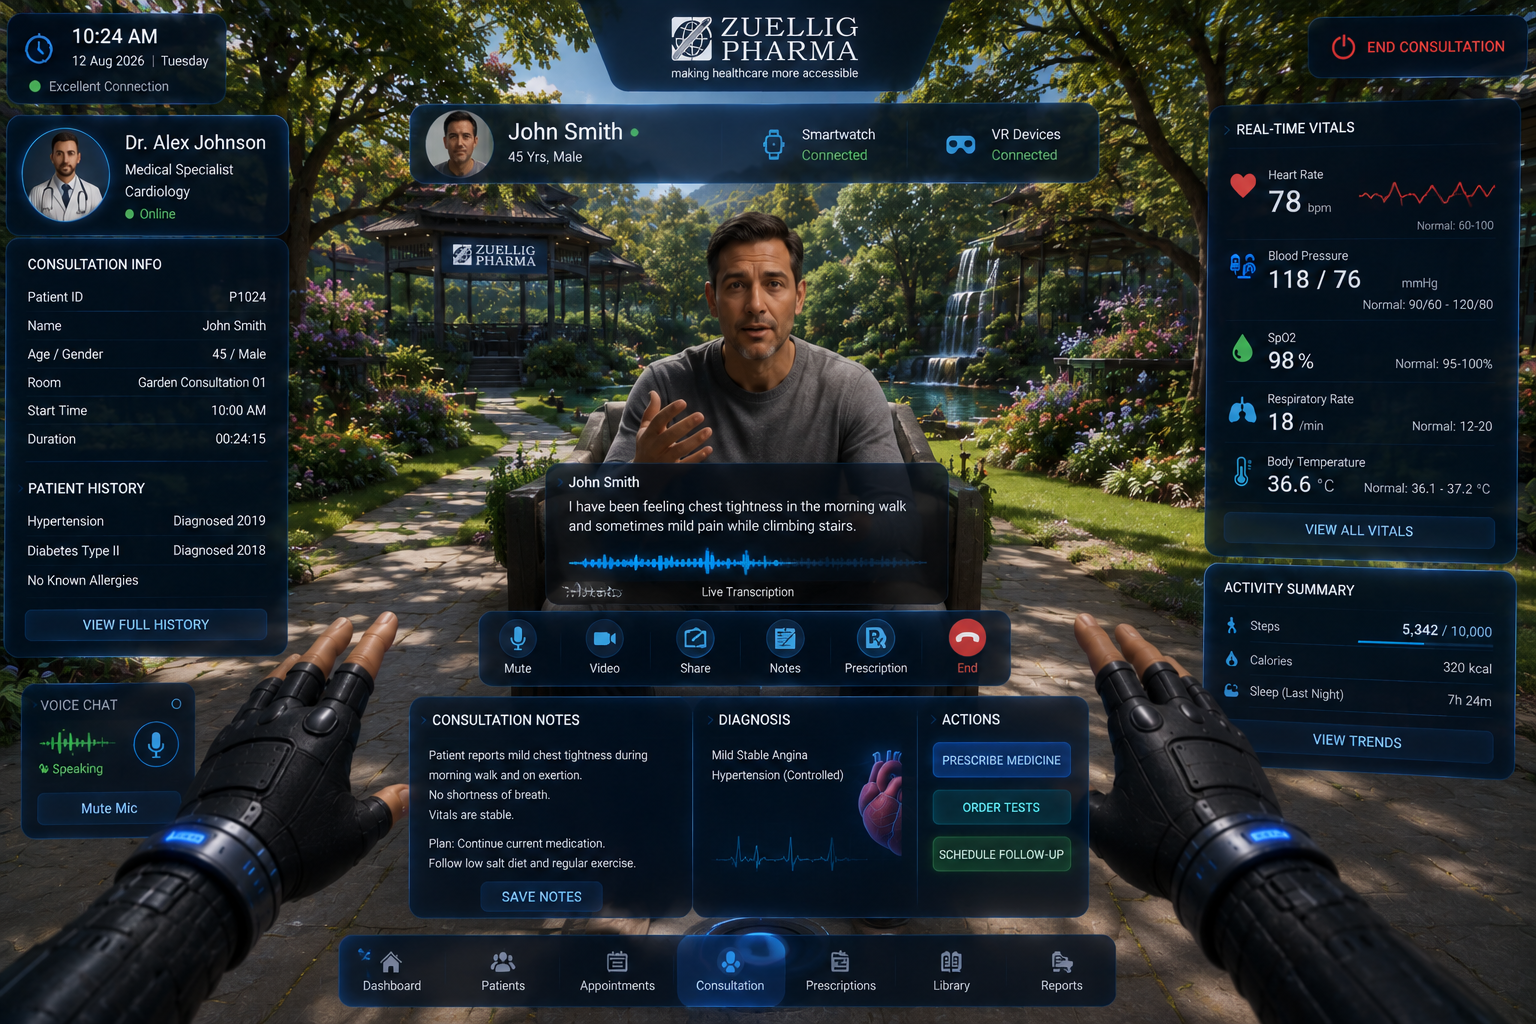 10:24 AM
12 Aug 2026 | Tuesday
Excellent Connection
ZUELLIG
PHARMA
making healthcare more accessible
END CONSULTATION
Dr. Alex Johnson
Medical Specialist
Cardiology
Online
John Smith
45 Yrs, Male
Smartwatch
Connected
VR Devices
Connected
CONSULTATION INFO
Patient ID P1024
Name John Smith
Age / Gender 45 / Male
Room Garden Consultation 01
Start Time 10:00 AM
Duration 00:24:15
PATIENT HISTORY
Hypertension Diagnosed 2019
Diabetes Type II Diagnosed 2018
No Known Allergies
VIEW FULL HISTORY
ZUELLIG
PHARMA
REAL-TIME VITALS
Heart Rate
78 bpm
Normal: 60-100
Blood Pressure
118 / 76 mmHg
Normal: 90/60 - 120/80
SpO2
98 % Normal: 95-100%
Respiratory Rate
18 /min Normal: 12-20
Body Temperature
36.6 °C Normal: 36.1 - 37.2 °C
VIEW ALL VITALS
ACTIVITY SUMMARY
Steps 5,342 / 10,000
Calories 320 kcal
Sleep (Last Night) 7h 24m
VIEW TRENDS
John Smith
I have been feeling chest tightness in the morning walk
and sometimes mild pain while climbing stairs.
Live Transcription
Mute
Video
Share
Notes
Prescription
End
VOICE CHAT
Speaking
Mute Mic
CONSULTATION NOTES
Patient reports mild chest tightness during
morning walk and on exertion.
No shortness of breath.
Vitals are stable.
Plan: Continue current medication.
Follow low salt diet and regular exercise.
SAVE NOTES
DIAGNOSIS
Mild Stable Angina
Hypertension (Controlled)
ACTIONS
PRESCRIBE MEDICINE
ORDER TESTS
SCHEDULE FOLLOW-UP
Dashboard
Patients
Appointments
Consultation
Prescriptions
Library
Reports